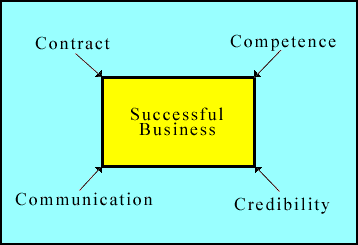 Contract
Competence
Successful
Business
Communication
Credibility